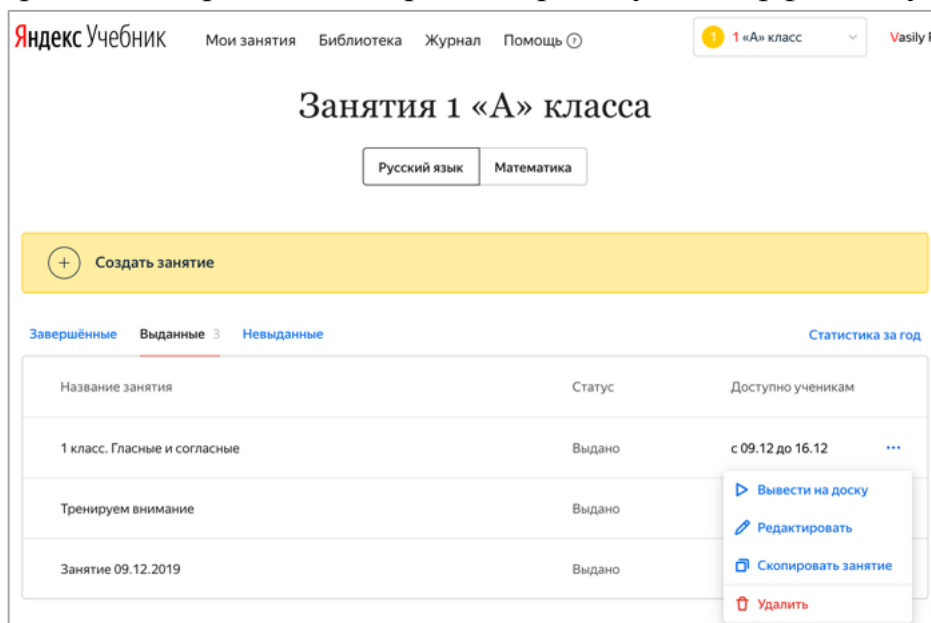 Яндекс Учебник Мои занятия Библиотека Журнал Помощь ? 1 1 «А» класс Vasily
Занятия 1 «А» класса
Русский язык Математика
+ Создать занятие
Завершённые Выданные 3 Невыданные Статистика за год
Название занятия Статус Доступно ученикам
1 класс. Гласные и согласные Выдано с 09.12 до 16.12 ...
Вывести на доску
Тренируем внимание Выдано
Редактировать
Занятие 09.12.2019 Выдано
Скопировать занятие
Удалить